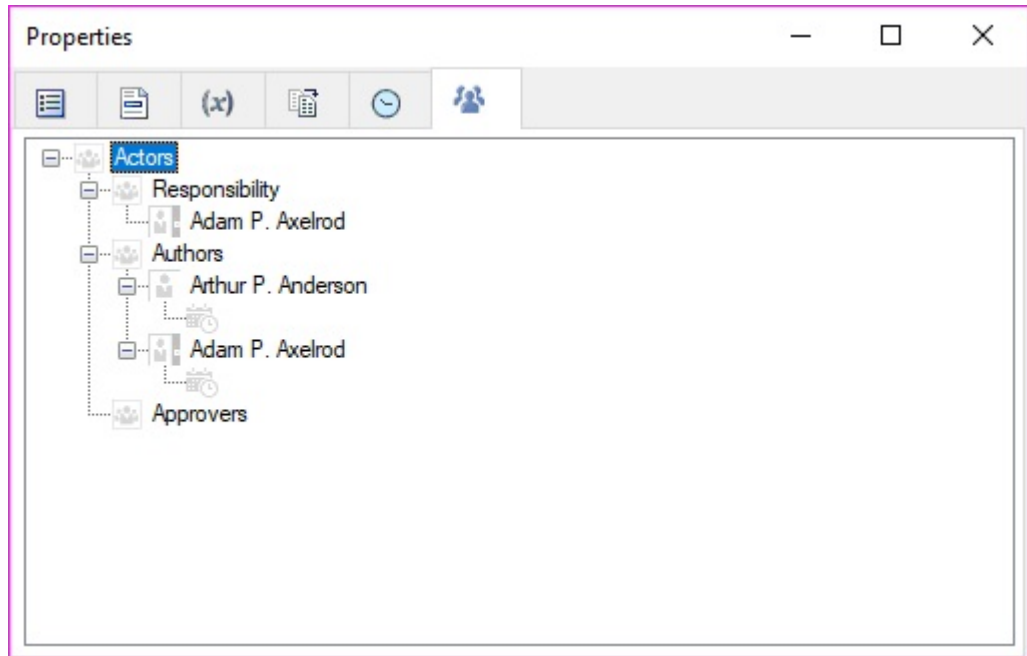 Properties
(x)
Actors
Responsibility
Adam P. Axelrod
Authors
Arthur P. Anderson
Adam P. Axelrod
Approvers